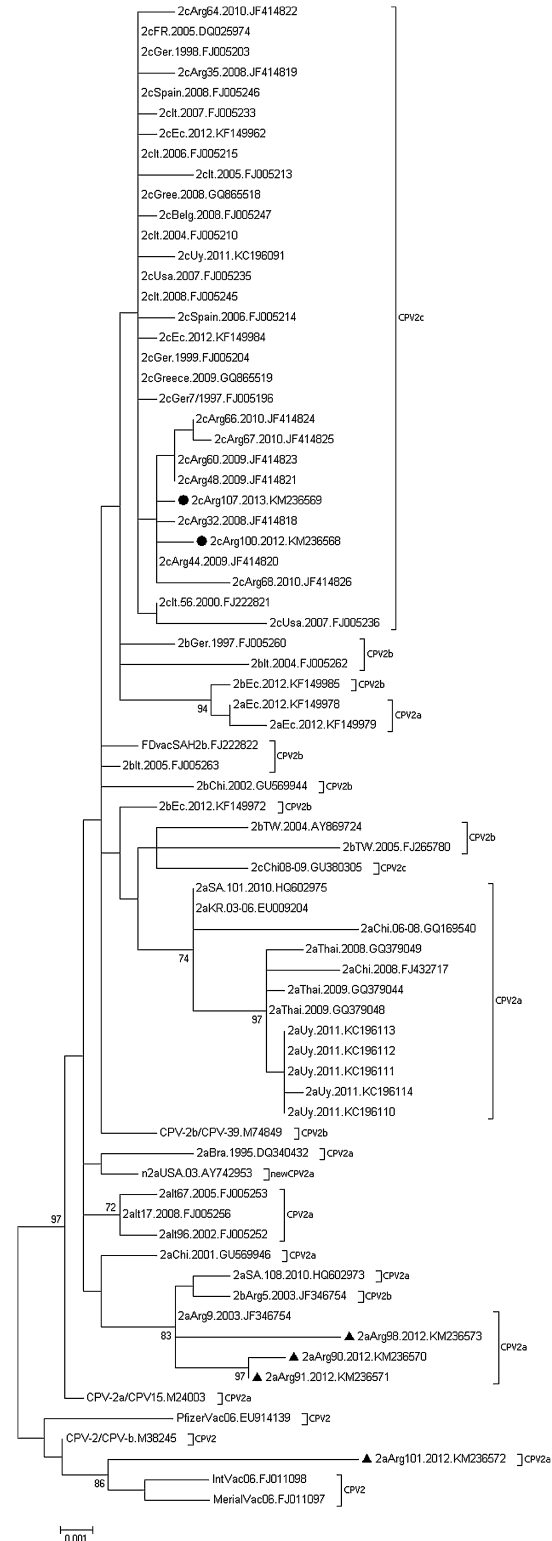 2cArg64.2010.JF414822
2cFR.2005.DQ025974
2cGer.1998.FJ005203
2cArg35.2008.JF414819
2cSpain.2008.FJ005246
2cIt.2007.FJ005233
2cEc.2012.KF149962
2cIt.2006.FJ005215
2cIt.2005.FJ005213
2cGree.2008.GQ865518
2cBelg.2008.FJ005247
2cIt.2004.FJ005210
2cUy.2011.KC196091
2cUsa.2007.FJ005235
2cIt.2008.FJ005245
2cSpain.2006.FJ005214
CPV2c
2cEc.2012.KF149984
2cGer.1999.FJ005204
2cGreece.2009.GQ865519
2cGer7/1997.FJ005196
2cArg66.2010.JF414824
2cArg67.2010.JF414825
2cArg60.2009.JF414823
2cArg48.2009.JF414821
2cArg107.2013.KM236569
2cArg32.2008.JF414818
2cArg100.2012.KM236568
2cArg44.2009.JF414820
2cArg68.2010.JF414826
2cIt.56.2000.FJ222821
2cUsa.2007.FJ005236
2bGer.1997.FJ005260
CPV2b
2bIt.2004.FJ005262
2bEc.2012.KF149985 CPV2b
94
2aEc.2012.KF149978
CPV2a
2aEc.2012.KF149979
FDvacSAH2b.FJ222822
CPV2b
2bIt.2005.FJ005263
2bChi.2002.GU569944 CPV2b
2bEc.2012.KF149972 CPV2b
2bTW.2004.AY869724
CPV2b
2bTW.2005.FJ265780
2cChi08-09.GU380305 CPV2c
2aSA.101.2010.HQ602975
2aKR.03-06.EU009204
2aChi.06-08.GQ169540
2aThai.2008.GQ379049
74
2aChi.2008.FJ432717
2aThai.2009.GQ379044
CPV2a
2aThai.2009.GQ379048
97
2aUy.2011.KC196113
2aUy.2011.KC196112
2aUy.2011.KC196111
2aUy.2011.KC196114
2aUy.2011.KC196110
CPV-2b/CPV-39.M74849 CPV2b
2aBra.1995.DQ340432 CPV2a
n2aUSA.03.AY742953 newCPV2a
2aIt67.2005.FJ005253
72
2aIt17.2008.FJ005256 CPV2a
97
2aIt96.2002.FJ005252
2aChi.2001.GU569946 CPV2a
2aSA.108.2010.HQ602973 CPV2a
2bArg5.2003.JF346754 CPV2b
2aArg9.2003.JF346754
83
2aArg98.2012.KM236573
CPV2a
2aArg90.2012.KM236570
97
2aArg91.2012.KM236571
CPV-2a/CPV15.M24003 CPV2a
PfizerVac06.EU914139 CPV2
CPV-2/CPV-b.M38245 CPV2
2aArg101.2012.KM236572 CPV2a
86
IntVac06.FJ011098
CPV2
MerialVac06.FJ011097
0.001